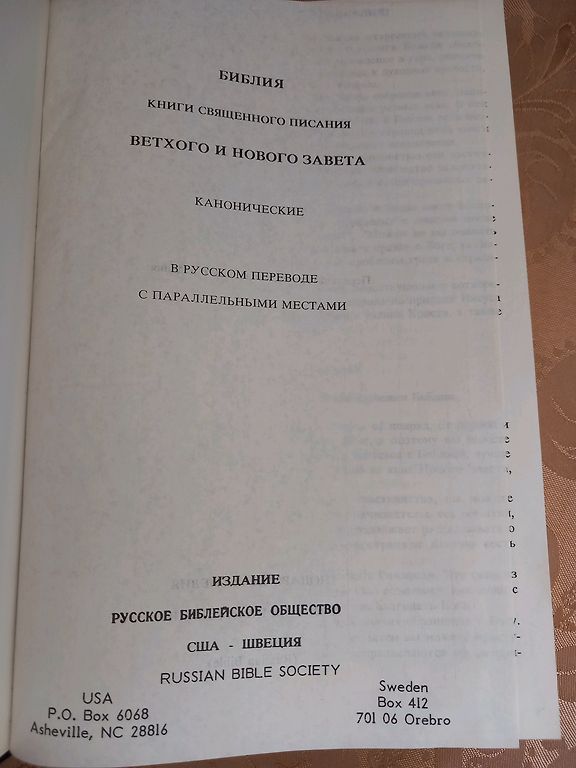 БИБЛИЯ
КНИГИ СВЯЩЕННОГО ПИСАНИЯ
ВЕТХОГО И НОВОГО ЗАВЕТА
КАНОНИЧЕСКИЕ
В РУССКОМ ПЕРЕВОДЕ
С ПАРАЛЛЕЛЬНЫМИ МЕСТАМИ
ИЗДАНИЕ
РУССКОЕ БИБЛЕЙСКОЕ ОБЩЕСТВО
США - ШВЕЦИЯ
RUSSIAN BIBLE SOCIETY
USA
P.O. Box 6068
Asheville, NC 28816
Sweden
Box 412
701 06 Orebro